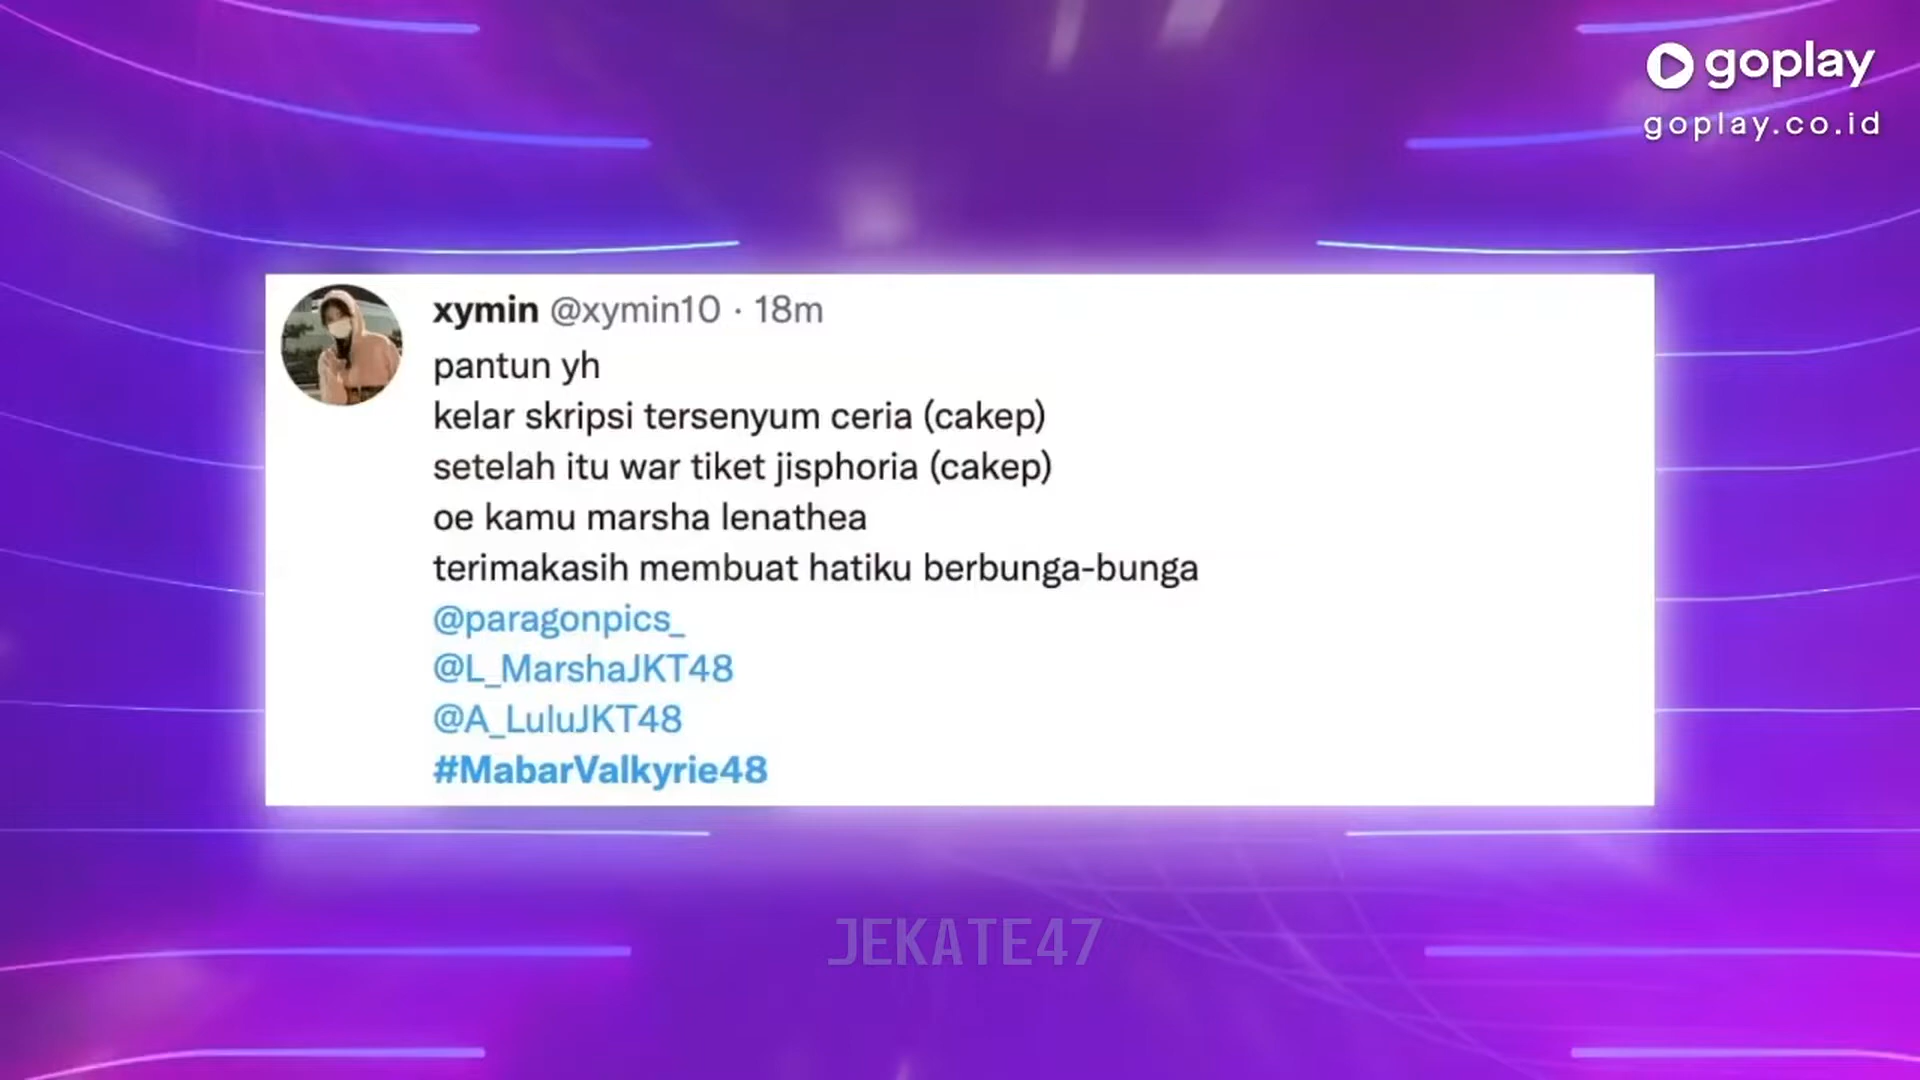 goplay
goplay.co.id
xymin @xymin10 · 18m
pantun yh
kelar skripsi tersenyum ceria (cakep)
setelah itu war tiket jisphoria (cakep)
oe kamu marsha lenathea
terimakasih membuat hatiku berbunga-bunga
@paragonpics_
@L_MarshaJKT48
@A_LuluJKT48
#MabarValkyrie48
JEKATE47